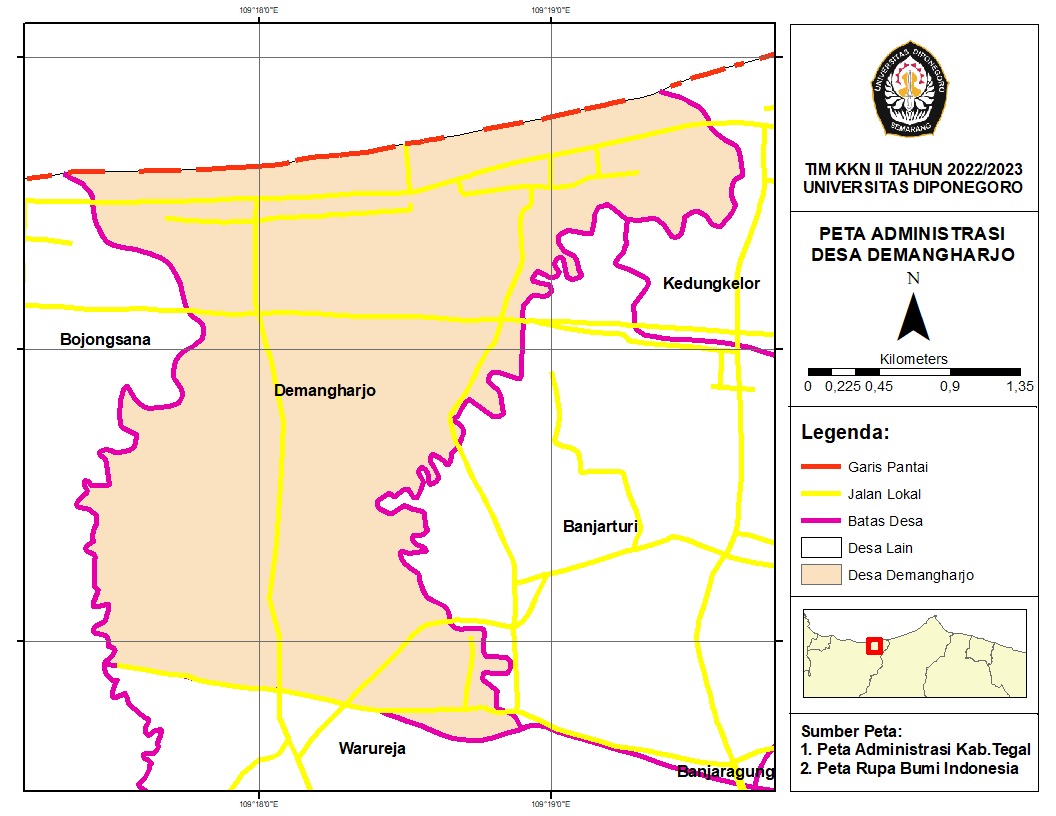 109°18'0"E
109°19'0"E
Kedungkelor
Bojongsana
Demangharjo
Banjarturi
Warureja
Banjaragung
109°18'0"E
109°19'0"E
UNIVERSITAS DIPONEGORO
SEMARANG
TIM KKN II TAHUN 2022/2023
UNIVERSITAS DIPONEGORO
PETA ADMINISTRASI
DESA DEMANGHARJO
N
Kilometers
0 0,225 0,45 0,9 1,35
Legenda:
Garis Pantai
Jalan Lokal
Batas Desa
Desa Lain
Desa Demangharjo
Sumber Peta:
1. Peta Administrasi Kab.Tegal
2. Peta Rupa Bumi Indonesia